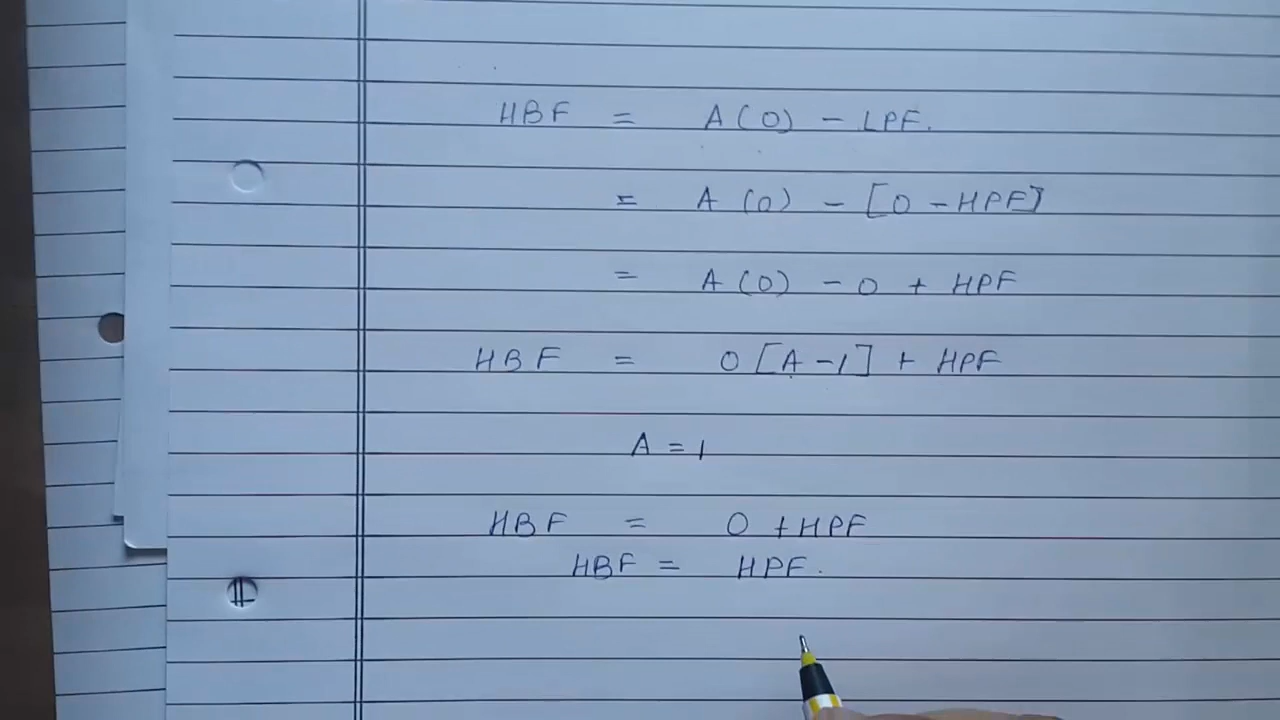 HBF = A(0) - LPF.
= A(0) - [0 - HPF]
= A(0) - 0 + HPF
HBF = 0[A-1] + HPF
A = 1
HBF = 0 + HPF
HBF = HPF.